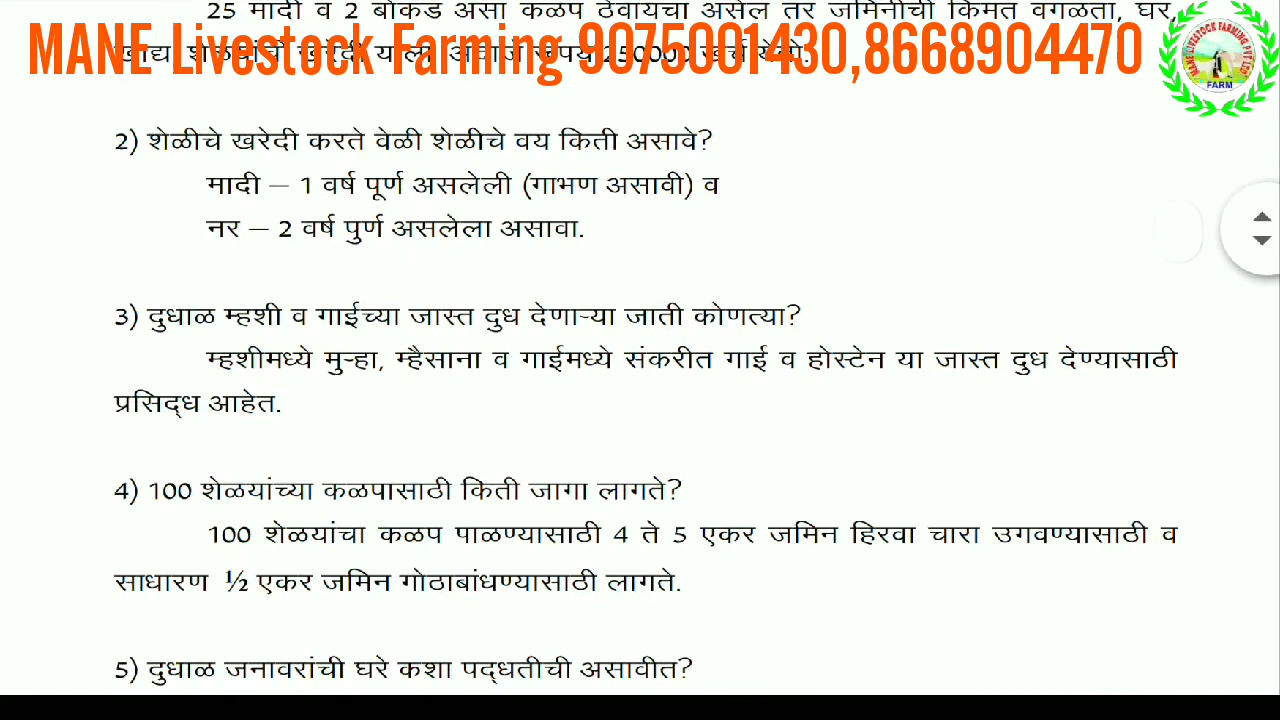 25 मादी व 2 बोकड असा कळप ठेवायचा असेल तर जमिनीची किंमत वगळता, घर,
MANE Livestock Farming 9075001430,8668904470
FARM
2) शेळीचे खरेदी करते वेळी शेळीचे वय किती असावे?
मादी – 1 वर्ष पूर्ण असलेली (गाभण असावी) व
नर – 2 वर्ष पुर्ण असलेला असावा.
3) दुधाळ म्हशी व गाईच्या जास्त दुध देणाऱ्या जाती कोणत्या?
म्हशीमध्ये मुऱ्हा, म्हैसाना व गाईमध्ये संकरीत गाई व होस्टेन या जास्त दुध देण्यासाठी
प्रसिद्ध आहेत.
4) 100 शेळयांच्या कळपासाठी किती जागा लागते?
100 शेळयांचा कळप पाळण्यासाठी 4 ते 5 एकर जमिन हिरवा चारा उगवण्यासाठी व
साधारण ½ एकर जमिन गोठाबांधण्यासाठी लागते.
5) दुधाळ जनावरांची घरे कशा पद्धतीची असावीत?